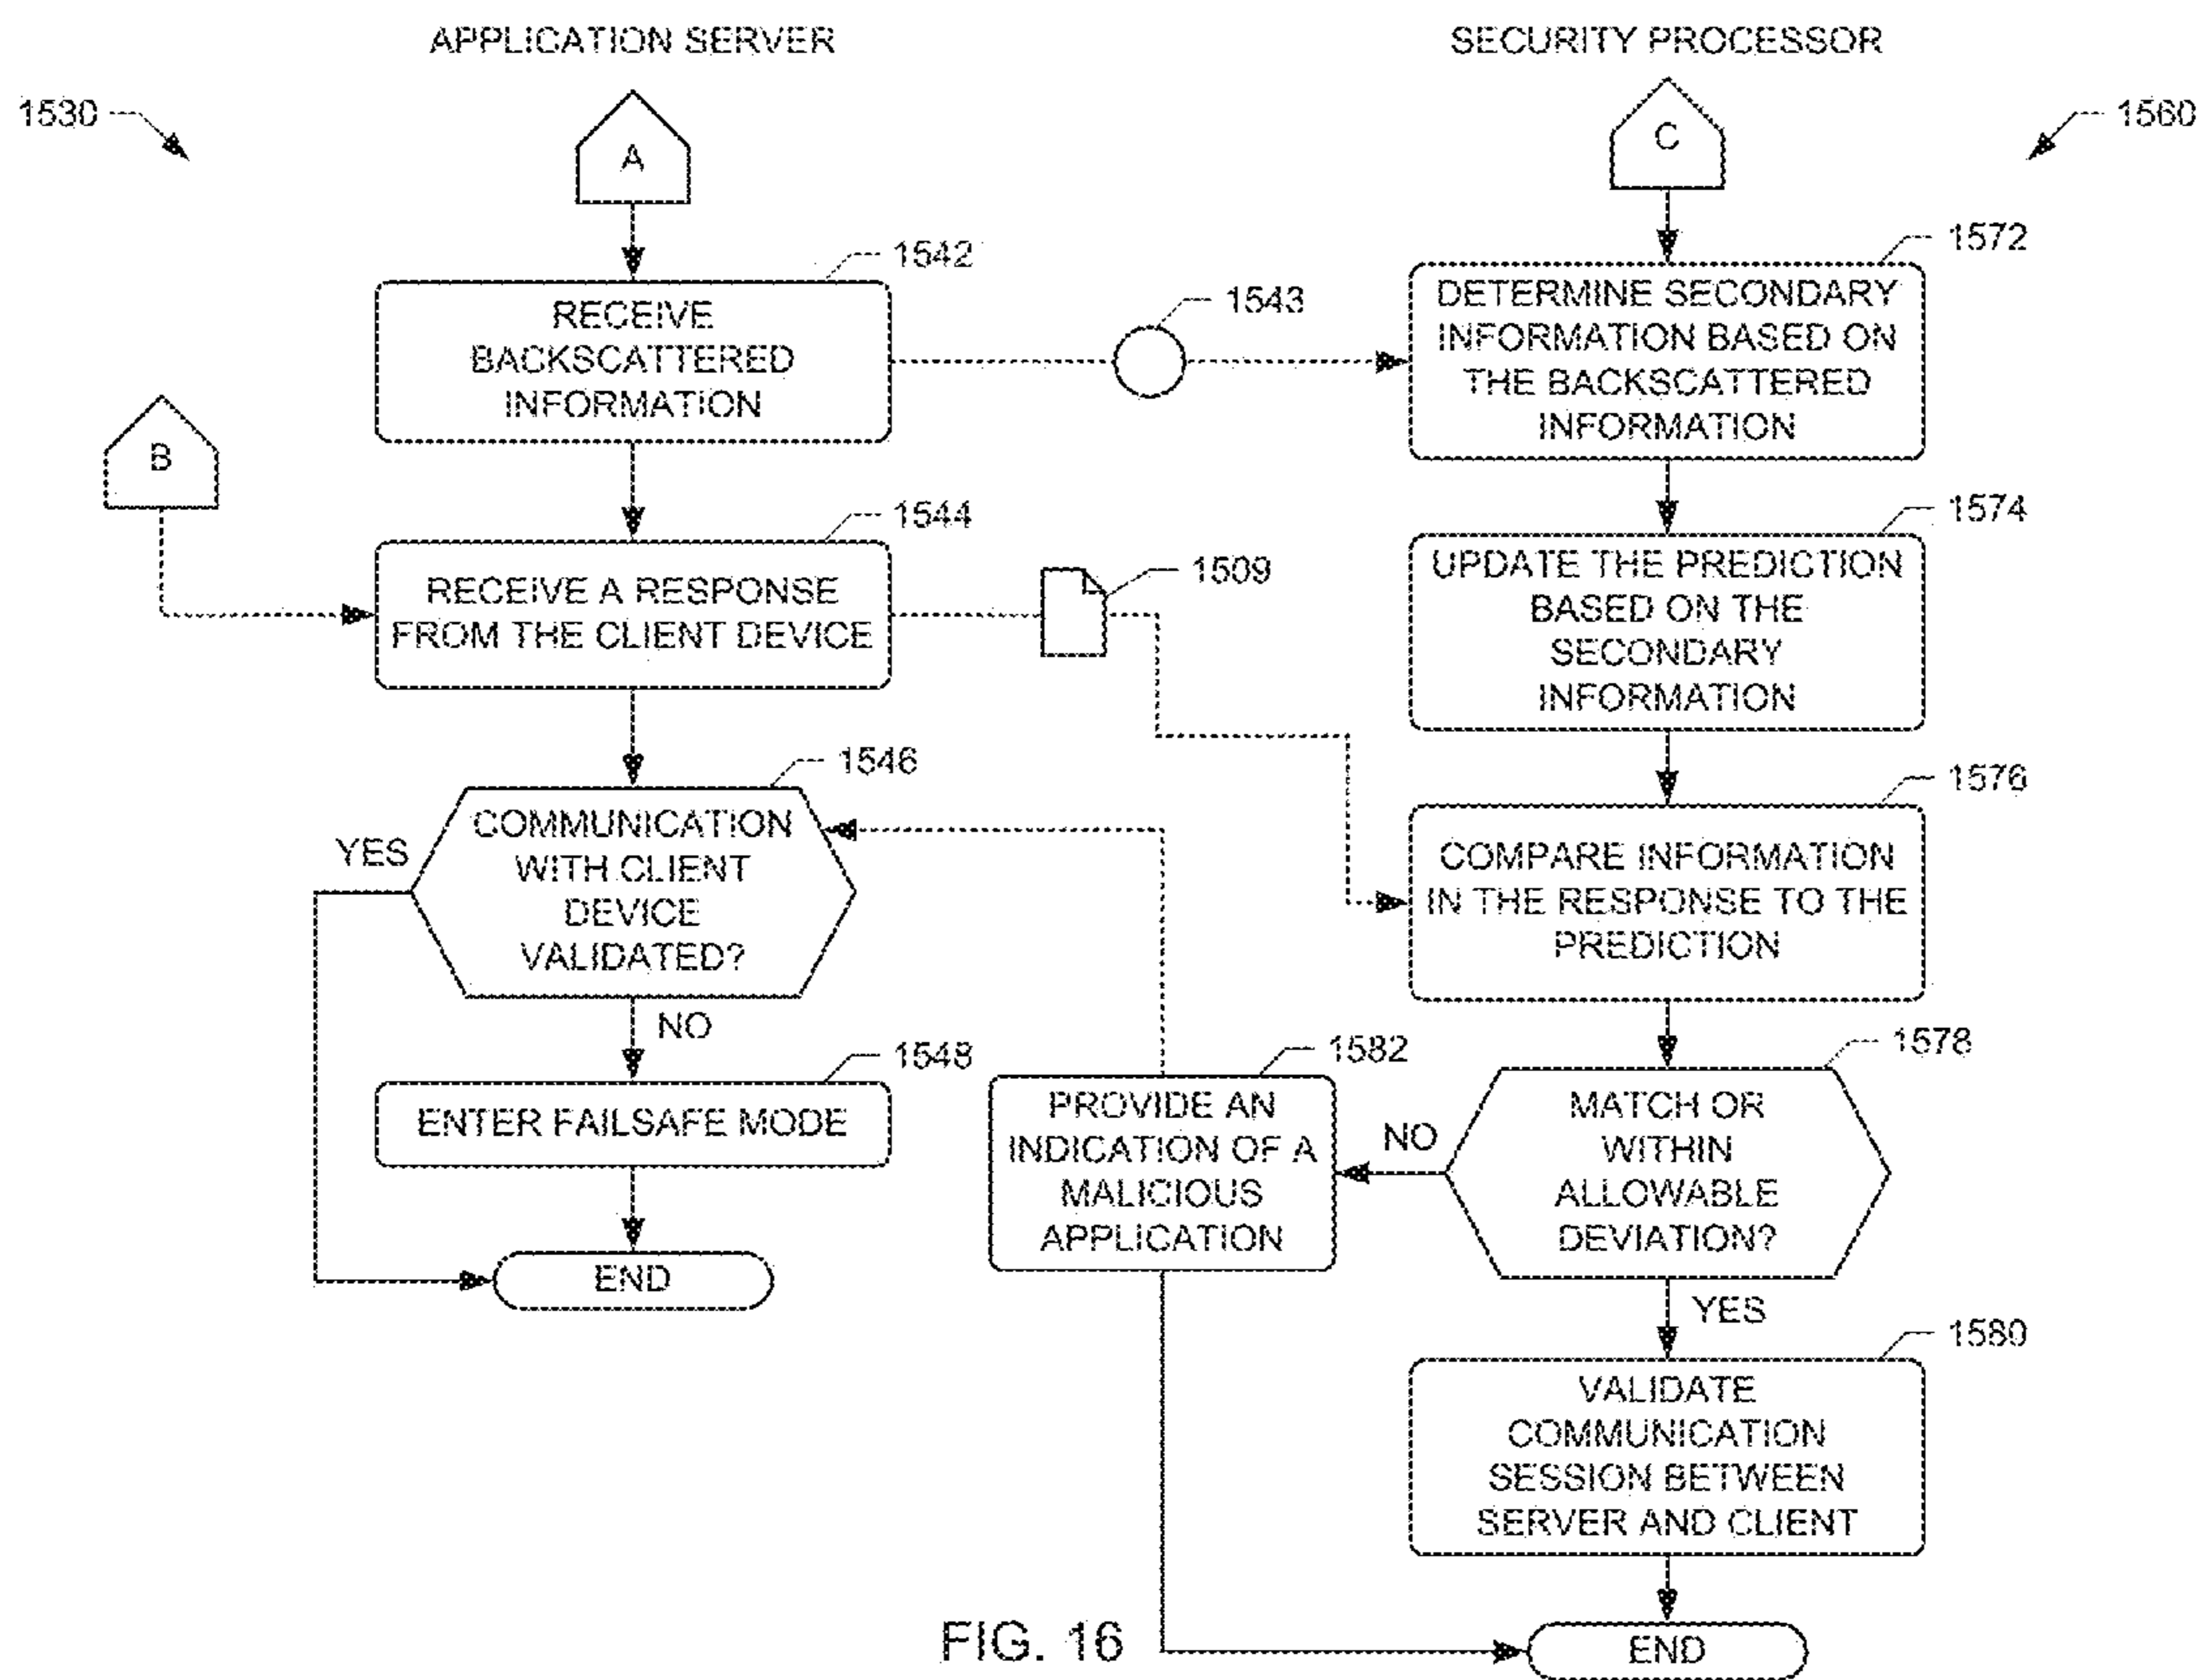 APPLICATION SERVER
SECURITY PROCESSOR
1530
A
C
1560
1542
RECEIVE
BACKSCATTERED
INFORMATION
1543
1572
DETERMINE SECONDARY
INFORMATION BASED ON
THE BACKSCATTERED
INFORMATION
B
1544
RECEIVE A RESPONSE
FROM THE CLIENT DEVICE
1509
1574
UPDATE THE PREDICTION
BASED ON THE
SECONDARY
INFORMATION
1546
COMMUNICATION
WITH CLIENT
DEVICE
VALIDATED?
YES
NO
1576
COMPARE INFORMATION
IN THE RESPONSE TO THE
PREDICTION
1548
ENTER FAILSAFE MODE
END
1582
PROVIDE AN
INDICATION OF A
MALICIOUS
APPLICATION
NO
1578
MATCH OR
WITHIN
ALLOWABLE
DEVIATION?
YES
1580
VALIDATE
COMMUNICATION
SESSION BETWEEN
SERVER AND CLIENT
END
FIG. 16